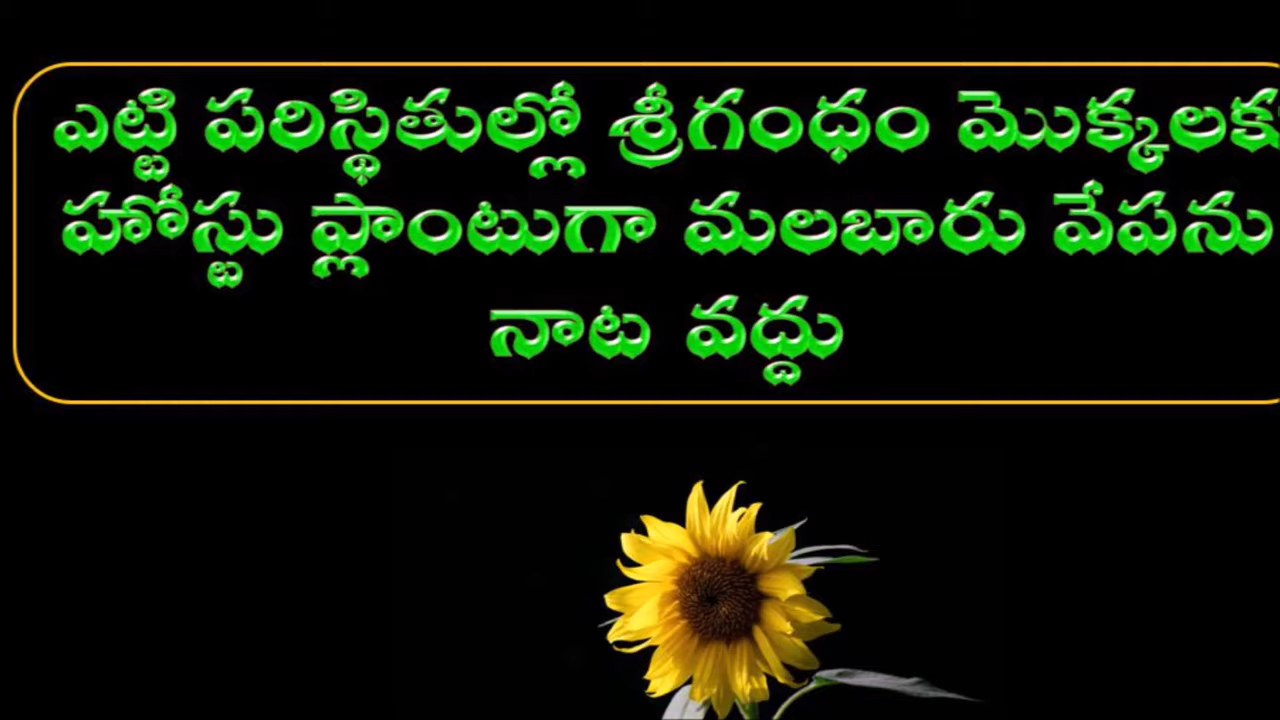 ఎట్టి పరిస్థితుల్లో శ్రీగంధం మొక్కలక
హోస్టు ప్లాంటుగా మలబారు వేపను
నాట వద్దు